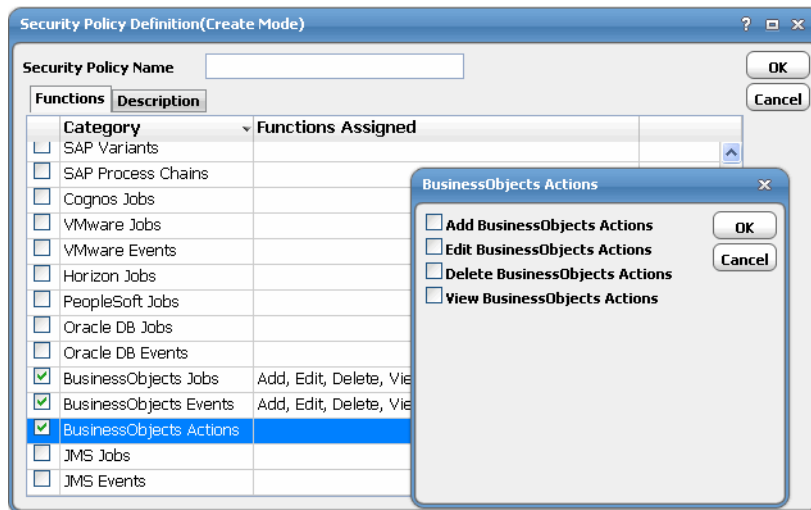 Security Policy Definition(Create Mode)
Security Policy Name
OK
Cancel
Functions
Description
Category
Functions Assigned
SAP Variants
SAP Process Chains
Cognos Jobs
VMware Jobs
VMware Events
Horizon Jobs
PeopleSoft Jobs
Oracle DB Jobs
Oracle DB Events
BusinessObjects Jobs Add, Edit, Delete, Vie
BusinessObjects Events Add, Edit, Delete, Vie
BusinessObjects Actions
JMS Jobs
JMS Events
BusinessObjects Actions
Add BusinessObjects Actions
Edit BusinessObjects Actions
Delete BusinessObjects Actions
View BusinessObjects Actions
OK
Cancel